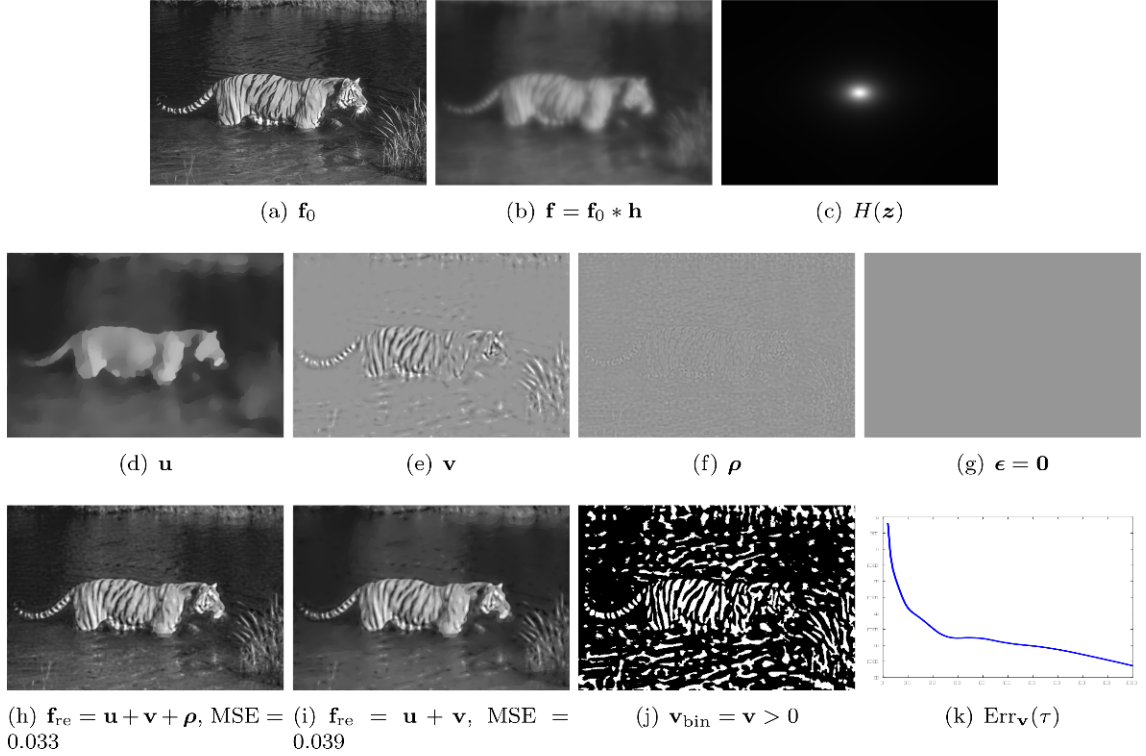 (a) f₀
(b) f = f₀ ∗ h
(c) H(z)
(d) u
(e) v
(f) ρ
(g) ϵ = 0
(h) f_re = u + v + ρ, MSE = 0.033
(i) f_re = u + v, MSE = 0.039
(j) v_bin = v > 0
(k) Err_v(τ)